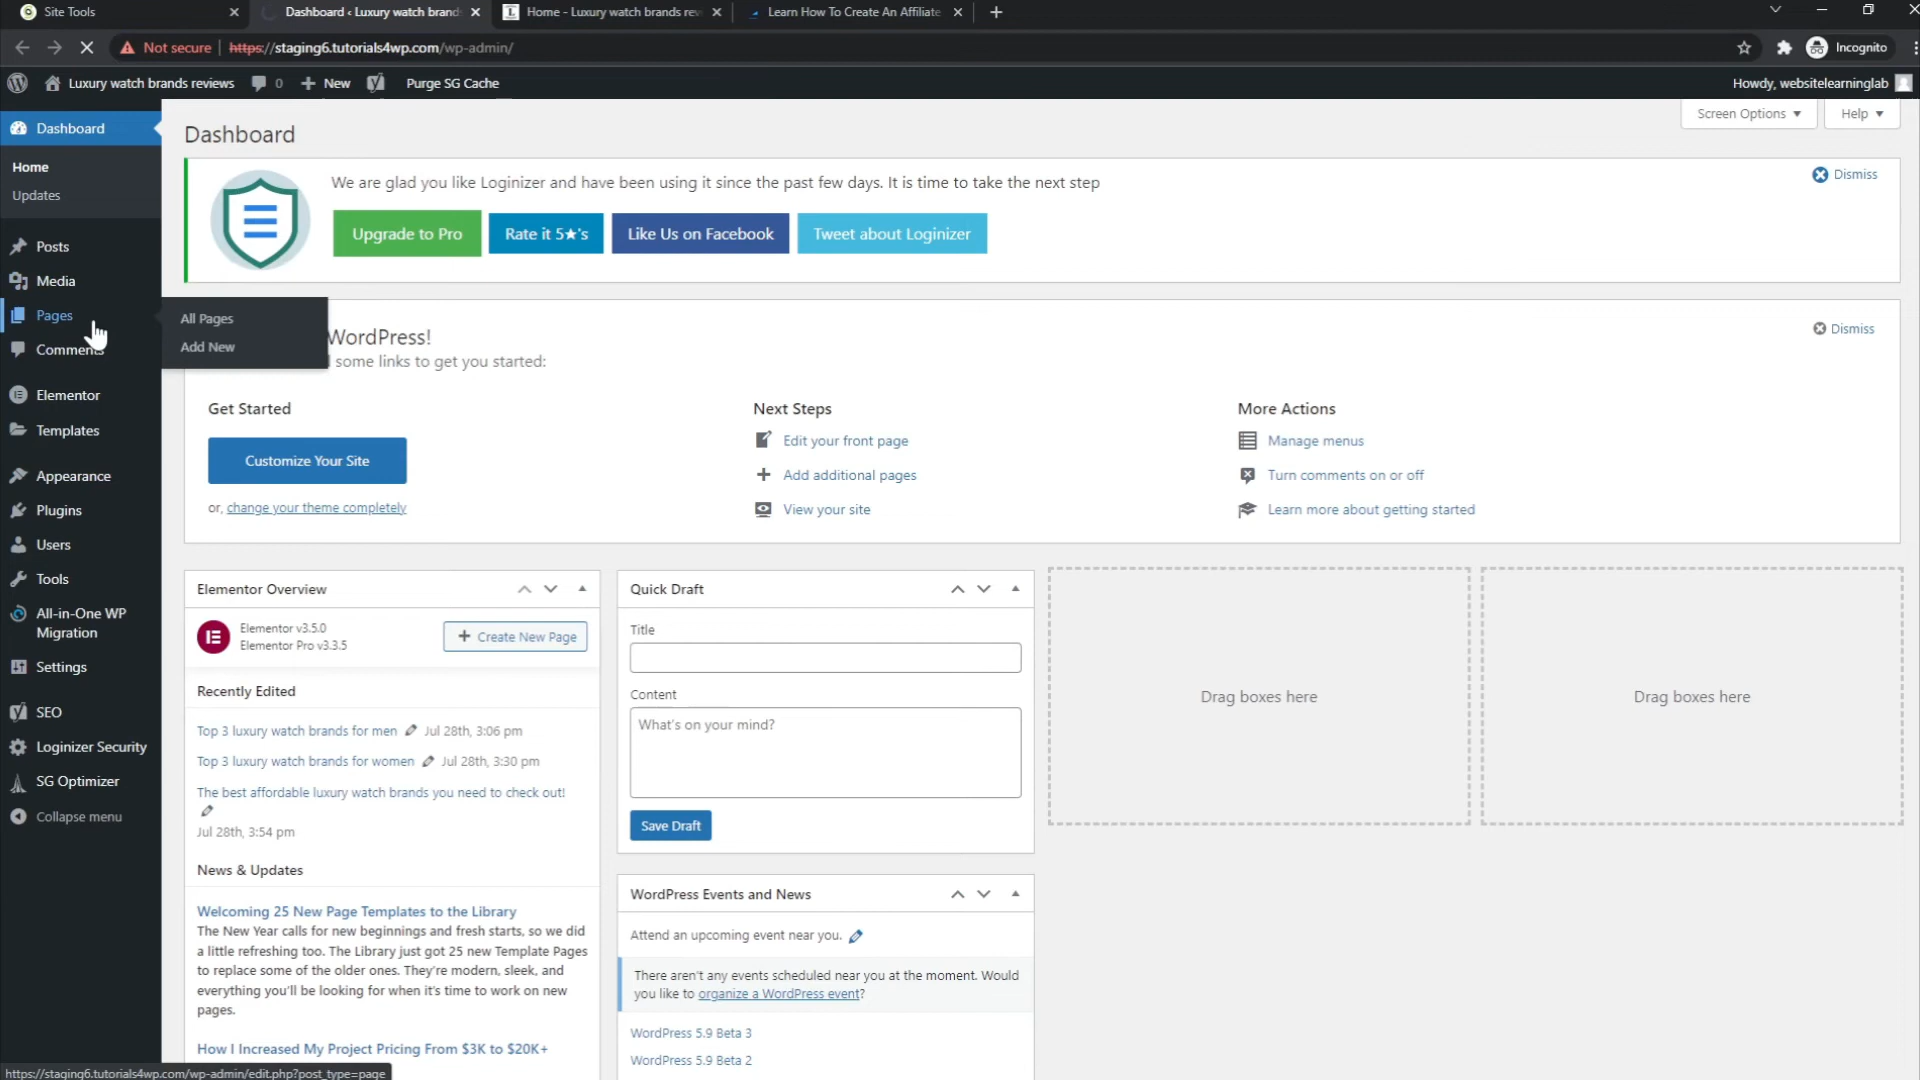 Site Tools
Dashboard ‹ Luxury watch brand
Home - Luxury watch brands rev
Learn How To Create An Affiliate
Not secure
https://staging6.tutorials4wp.com/wp-admin/
Incognito
Luxury watch brands reviews
0
New
Purge SG Cache
Howdy, websitelearninglab
Dashboard
Home
Updates
Posts
Media
Pages
All Pages
Add New
Comments
Elementor
Templates
Appearance
Plugins
Users
Tools
All-in-One WP
Migration
Settings
SEO
Loginizer Security
SG Optimizer
Collapse menu
Dashboard
Screen Options
Help
We are glad you like Loginizer and have been using it since the past few days. It is time to take the next step
Dismiss
Upgrade to Pro
Rate it 5★'s
Like Us on Facebook
Tweet about Loginizer
WordPress!
some links to get you started:
Dismiss
Get Started
Customize Your Site
or, change your theme completely
Next Steps
Edit your front page
Add additional pages
View your site
More Actions
Manage menus
Turn comments on or off
Learn more about getting started
Elementor Overview
Elementor v3.5.0
Elementor Pro v3.3.5
Create New Page
Recently Edited
Top 3 luxury watch brands for men Jul 28th, 3:06 pm
Top 3 luxury watch brands for women Jul 28th, 3:30 pm
The best affordable luxury watch brands you need to check out!
Jul 28th, 3:54 pm
News & Updates
Welcoming 25 New Page Templates to the Library
The New Year calls for new beginnings and fresh starts, so we did
a little refreshing too. The Library just got 25 new Template Pages
to replace some of the older ones. They're modern, sleek, and
everything you'll be looking for when it's time to work on new
pages.
How I Increased My Project Pricing From $3K to $20K+
Quick Draft
Title
Content
What's on your mind?
Save Draft
WordPress Events and News
Attend an upcoming event near you.
There aren't any events scheduled near you at the moment. Would
you like to organize a WordPress event?
WordPress 5.9 Beta 3
WordPress 5.9 Beta 2
Drag boxes here
Drag boxes here
https://staging6.tutorials4wp.com/wp-admin/edit.php?post_type=page